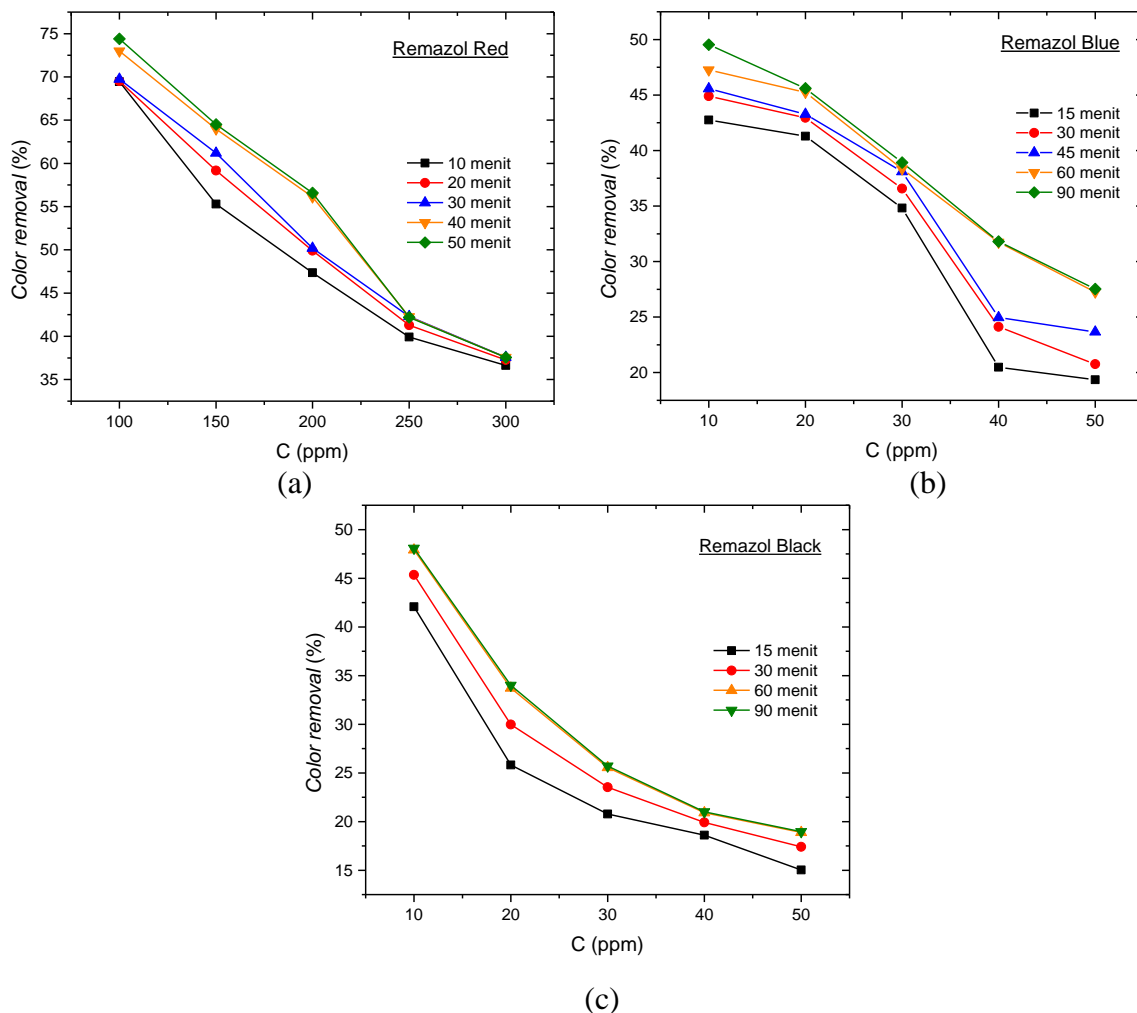 Remazol Red
Color removal (%)
75
70
65
60
55
50
45
40
35
10 menit
20 menit
30 menit
40 menit
50 menit
100 150 200 250 300
C (ppm)
(a)
Remazol Blue
Color removal (%)
50
45
40
35
30
25
20
15 menit
30 menit
45 menit
60 menit
90 menit
10 20 30 40 50
C (ppm)
(b)
Remazol Black
Color removal (%)
50
45
40
35
30
25
20
15
15 menit
30 menit
60 menit
90 menit
10 20 30 40 50
C (ppm)
(c)